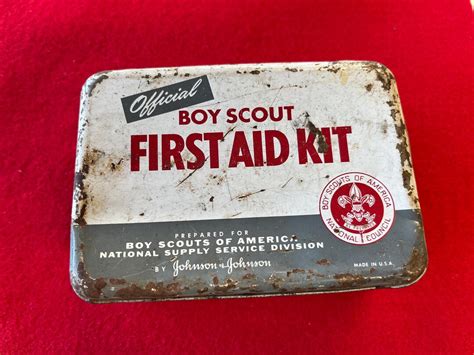 Official
BOY SCOUT
FIRST AID KIT
PREPARED FOR
BOY SCOUTS OF AMERICA
NATIONAL SUPPLY SERVICE DIVISION
BY Johnson & Johnson
BOY SCOUTS OF AMERICA
NATIONAL COUNCIL
MADE IN U.S.A.